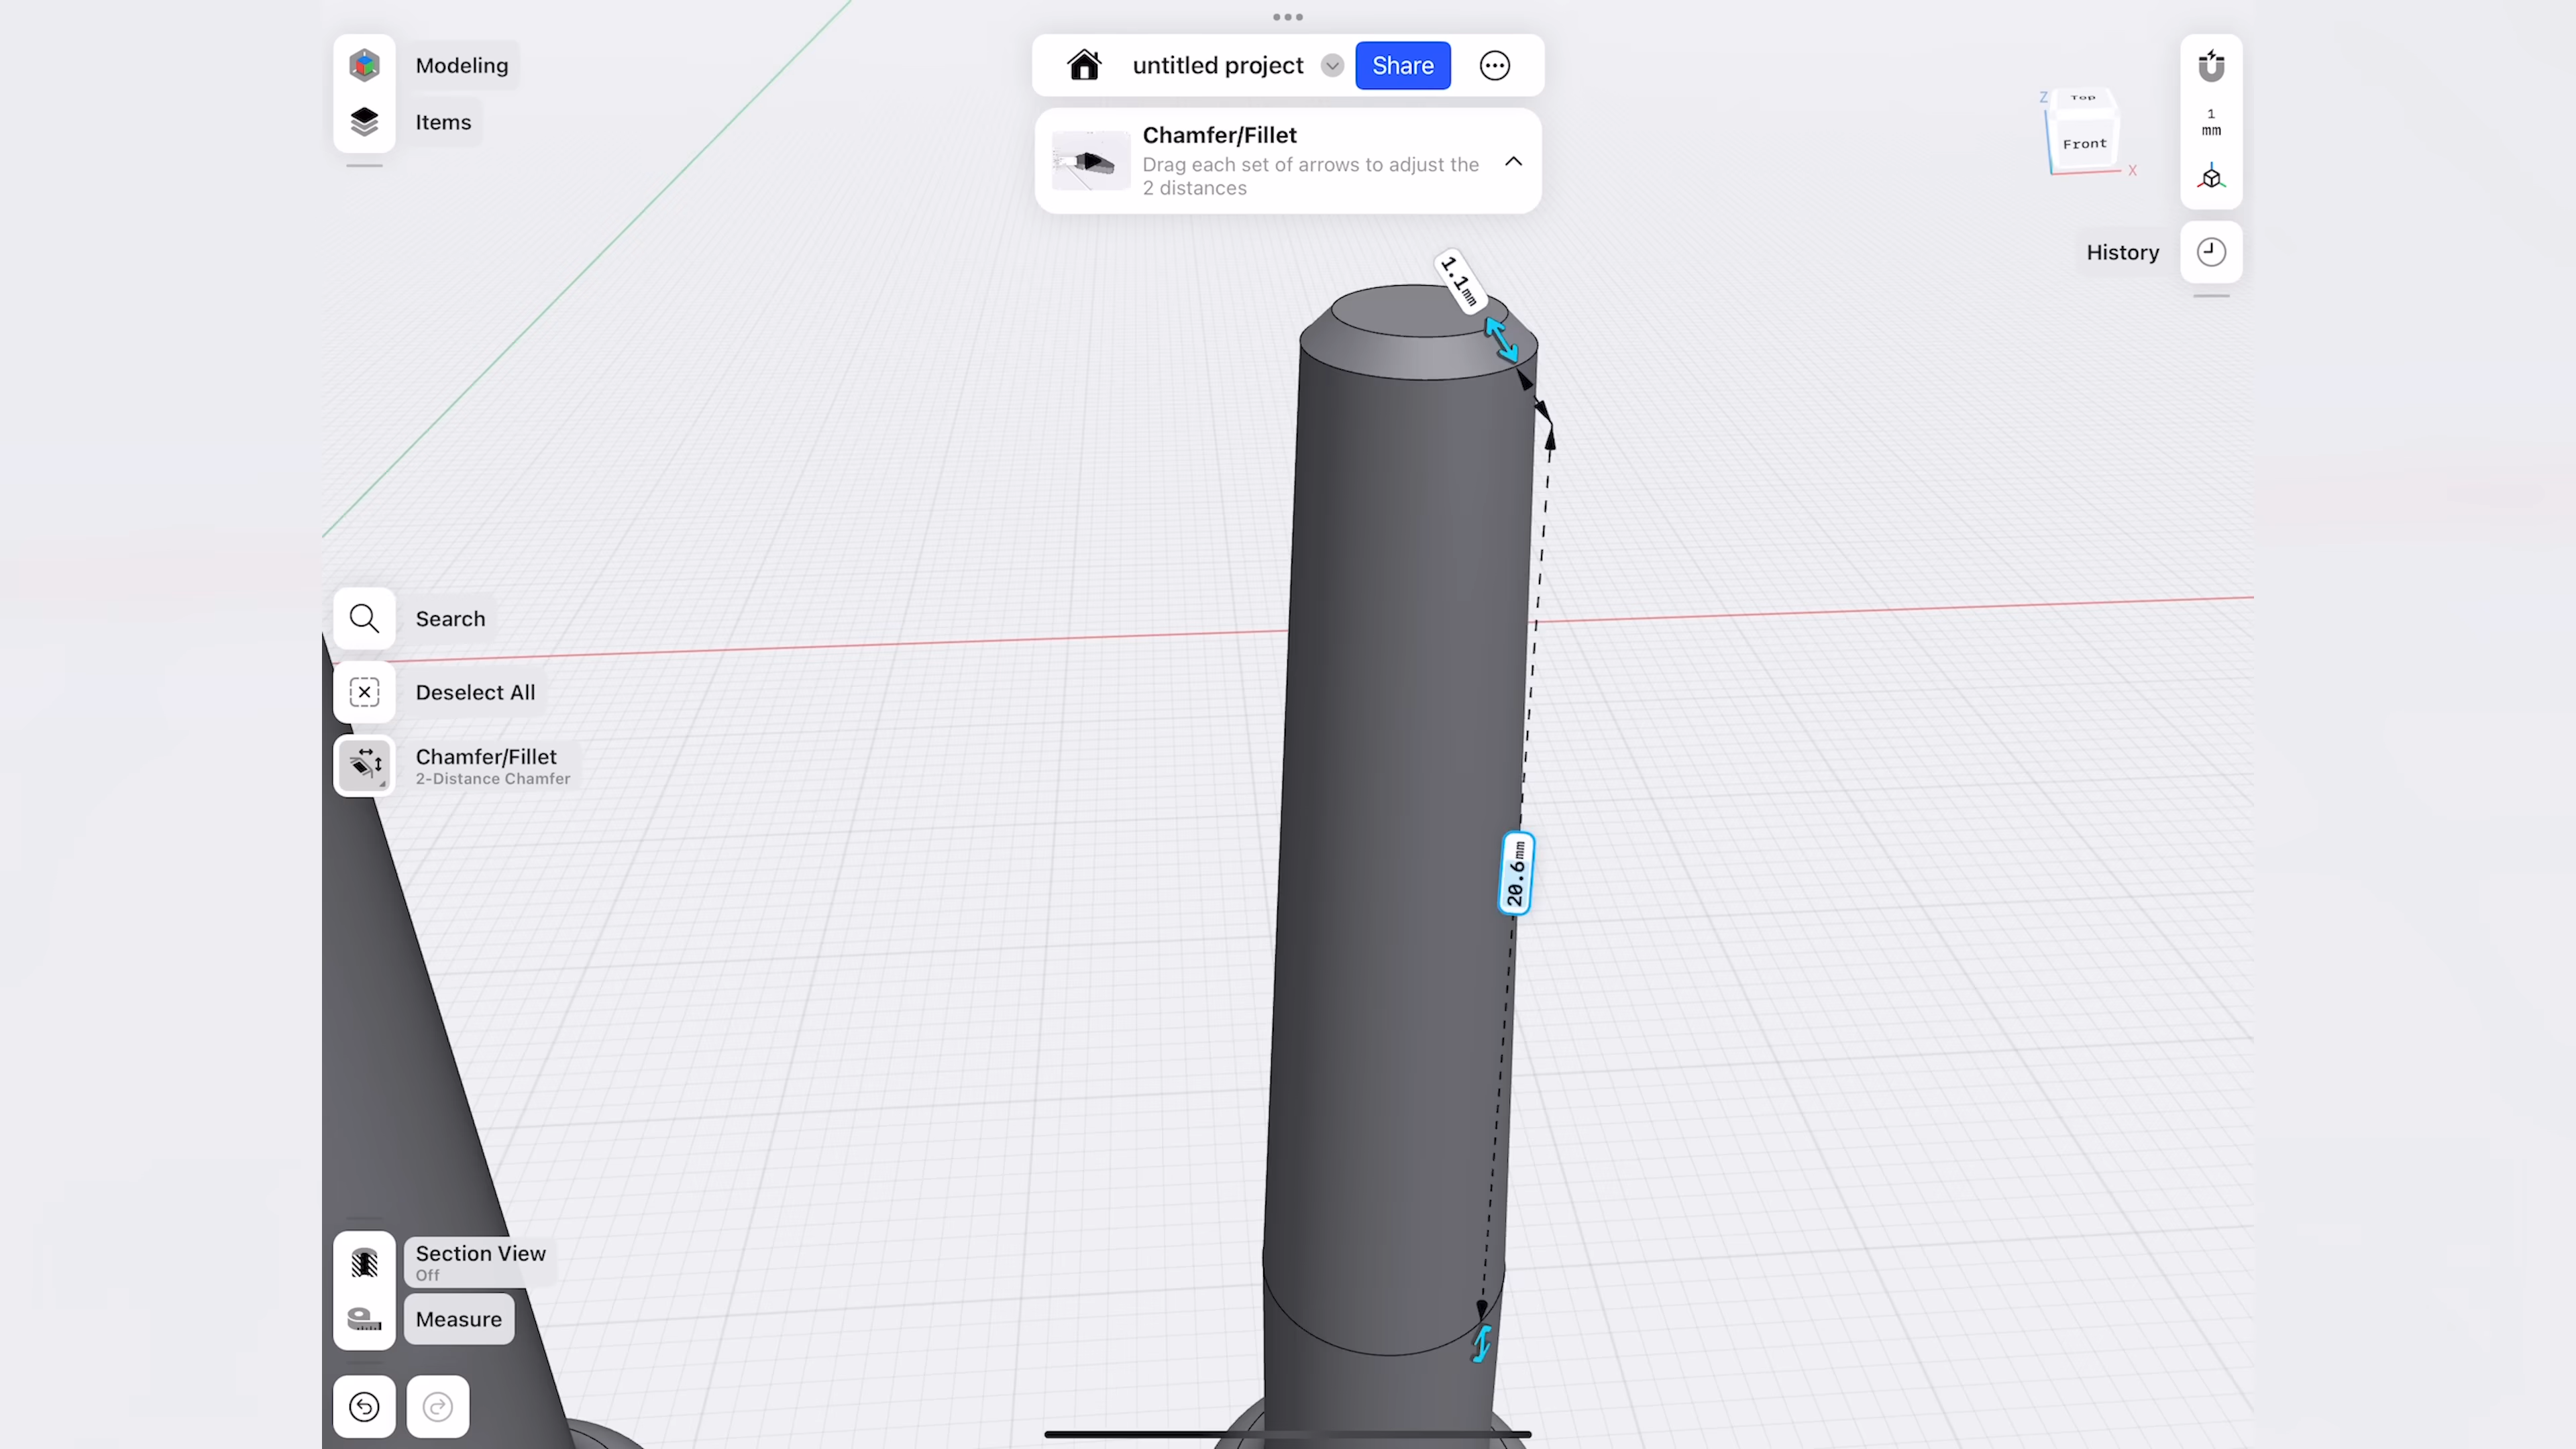 Modeling
Items
untitled project
Share
Chamfer/Fillet
Drag each set of arrows to adjust the
2 distances
Z
Top
Front
X
1
mm
History
1.1mm
Search
Deselect All
Chamfer/Fillet
2-Distance Chamfer
20.6mm
Section View
Off
Measure